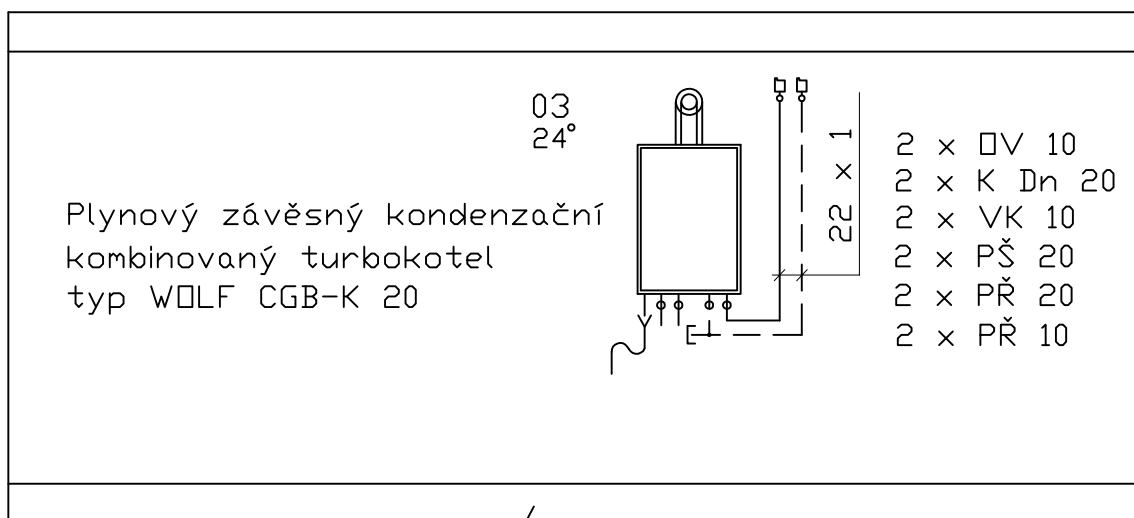 03
24°
Plynový závěsný kondenzační
kombinovaný turbokotel
typ WOLF CGB-K 20
22 x 1
2 x OV 10
2 x K Dn 20
2 x VK 10
2 x PŠ 20
2 x PŘ 20
2 x PŘ 10